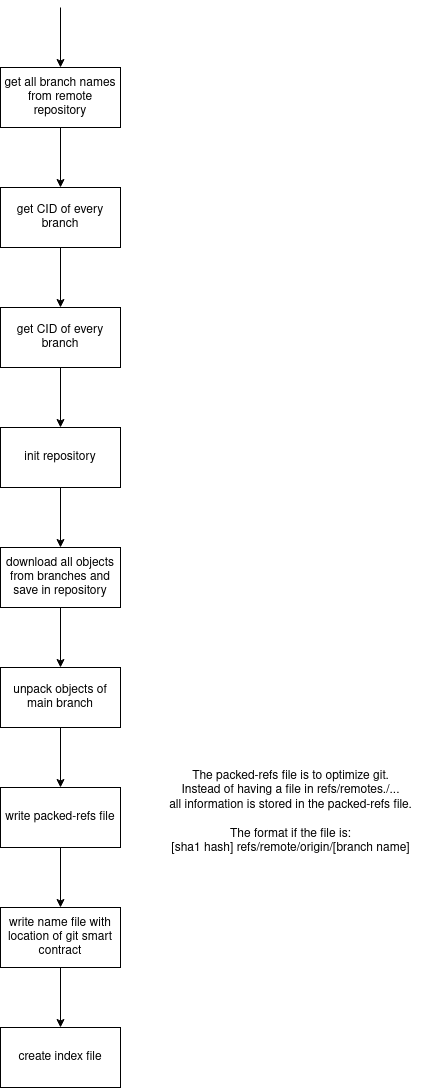 get all branch names
from remote
repository
get CID of every
branch
get CID of every
branch
init repository
download all objects
from branches and
save in repository
unpack objects of
main branch
The packed-refs file is to optimize git.
Instead of having a file in refs/remotes./...
all information is stored in the packed-refs file.
The format if the file is:
[sha1 hash] refs/remote/origin/[branch name]
write packed-refs file
write name file with
location of git smart
contract
create index file